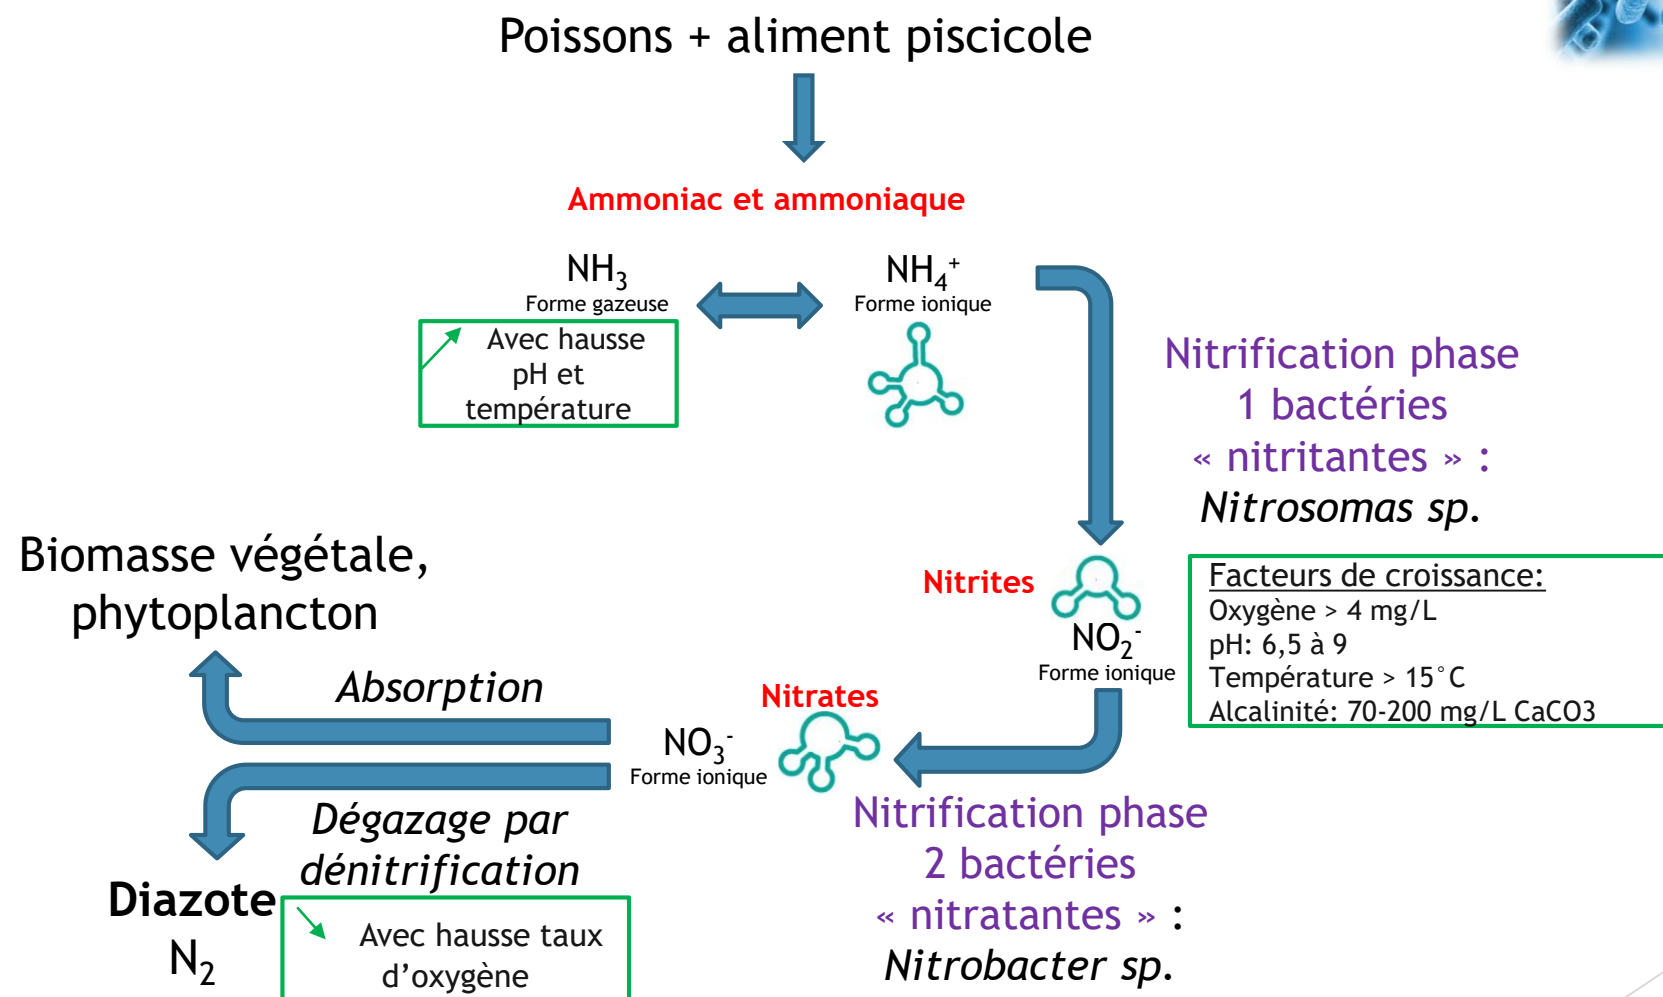 Poissons + aliment piscicole
Ammoniac et ammoniaque
NH₃
Forme gazeuse
Avec hausse
pH et
température
NH₄⁺
Forme ionique
Nitrification phase
1 bactéries
« nitritantes » :
Nitrosomas sp.
Facteurs de croissance:
Oxygène > 4 mg/L
pH: 6,5 à 9
Température > 15°C
Alcalinité: 70-200 mg/L CaCO3
Nitrites
NO₂⁻
Forme ionique
Nitrification phase
2 bactéries
« nitratantes » :
Nitrobacter sp.
Nitrates
NO₃⁻
Forme ionique
Absorption
Biomasse végétale,
phytoplancton
Dégazage par
dénitrification
Diazote
N₂
Avec hausse taux
d’oxygène